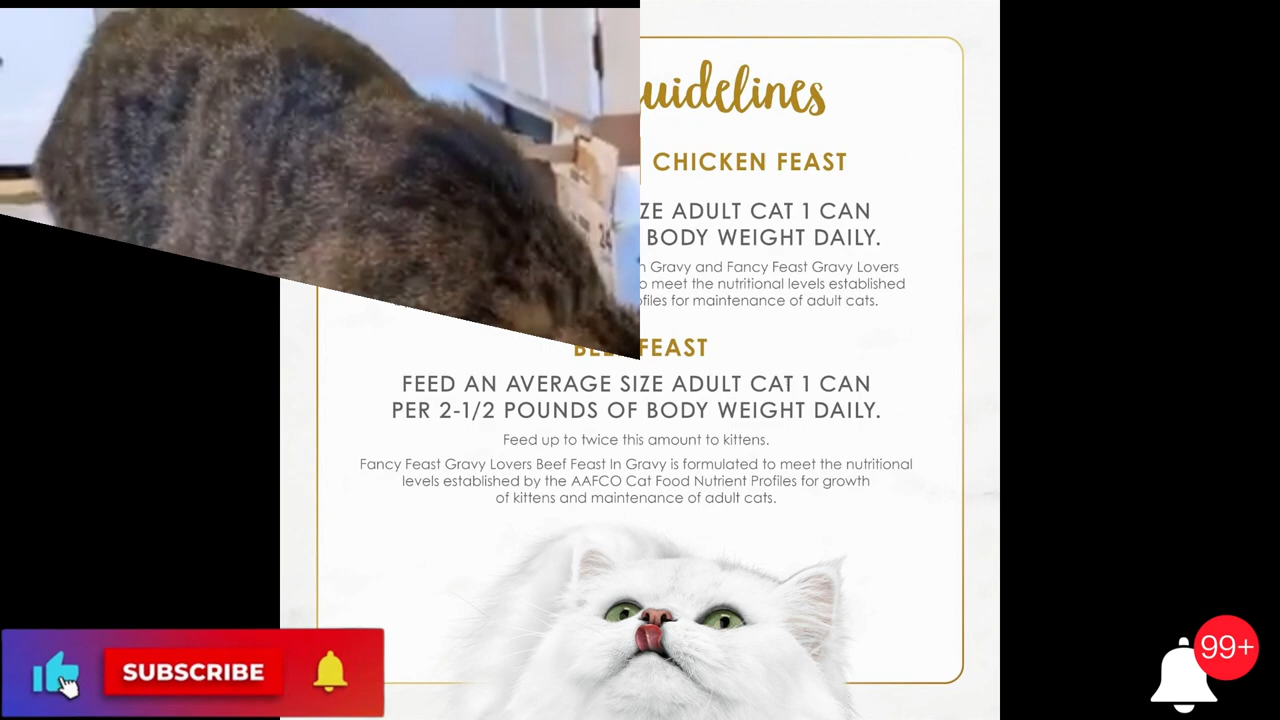 uidelines
CHICKEN FEAST
ZE ADULT CAT 1 CAN
BODY WEIGHT DAILY.
n Gravy and Fancy Feast Gravy Lovers
meet the nutritional levels established
files for maintenance of adult cats.
24
FEAST
FEED AN AVERAGE SIZE ADULT CAT 1 CAN
PER 2-1/2 POUNDS OF BODY WEIGHT DAILY.
Feed up to twice this amount to kittens.
Fancy Feast Gravy Lovers Beef Feast In Gravy is formulated to meet the nutritional
levels established by the AAFCO Cat Food Nutrient Profiles for growth
of kittens and maintenance of adult cats.
SUBSCRIBE
99+